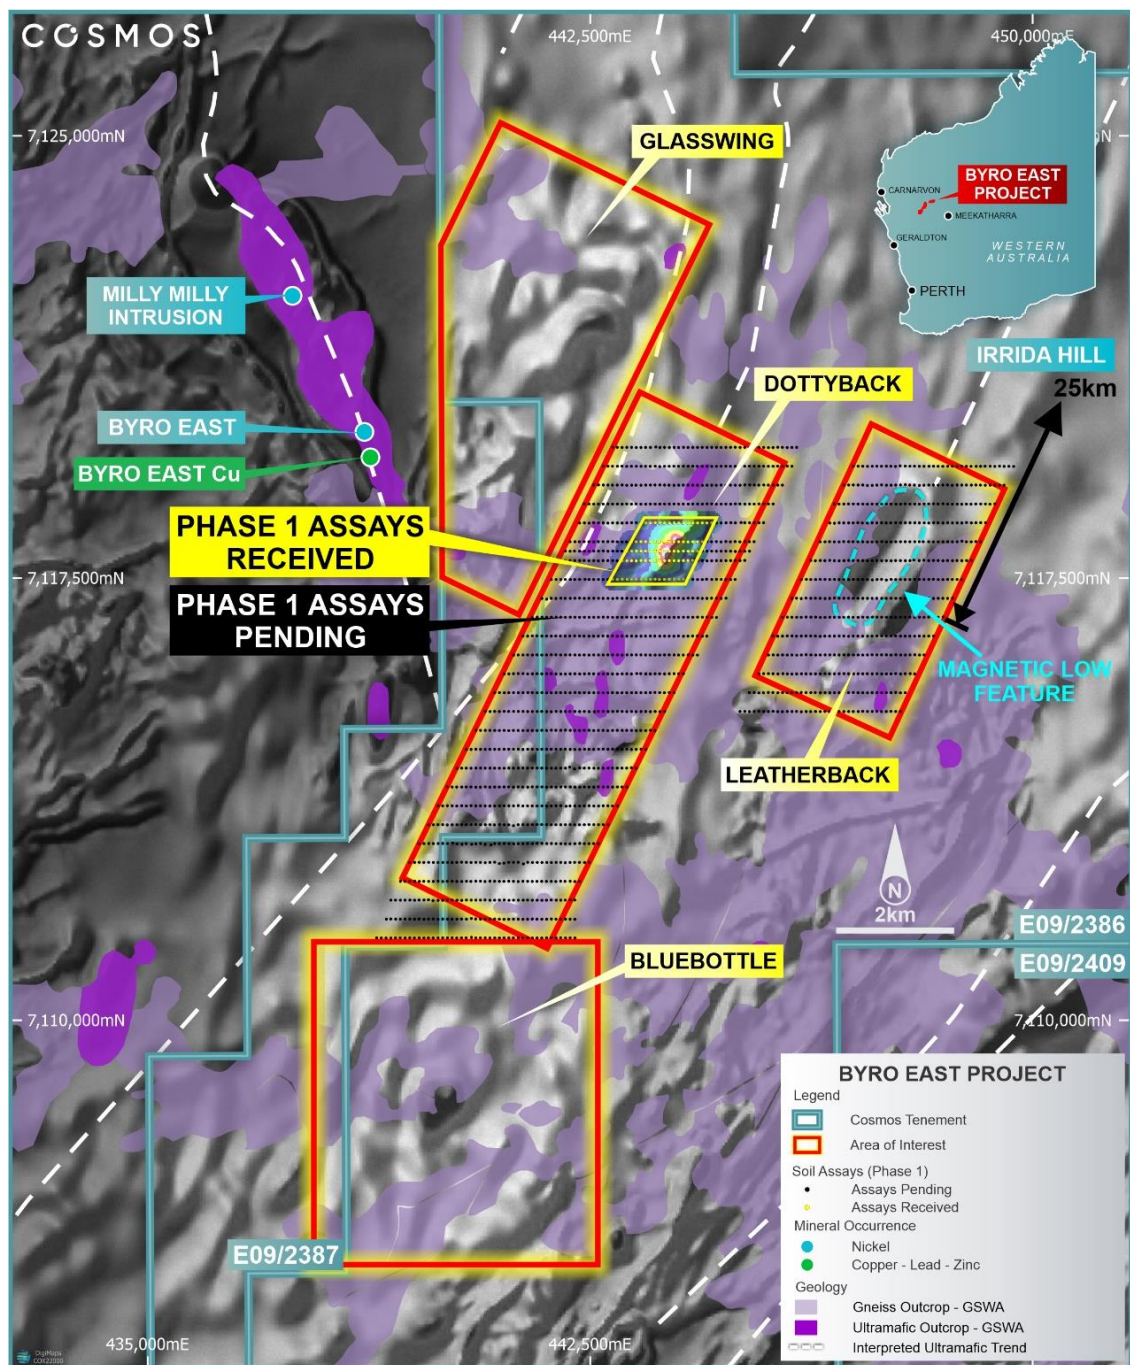 COSMOS
442,500mE
450,000mE
7,125,000mN
GLASSWING
CARNARVON
BYRO EAST
PROJECT
MEEKATHARRA
GERALDTON
WESTERN
AUSTRALIA
PERTH
MILLY MILLY
INTRUSION
IRRIDA HILL
25km
DOTTYBACK
BYRO EAST
BYRO EAST Cu
PHASE 1 ASSAYS
RECEIVED
7,117,500mN
7,117,500mN
PHASE 1 ASSAYS
PENDING
MAGNETIC LOW
FEATURE
LEATHERBACK
N
2km
E09/2386
E09/2409
BLUEBOTTLE
7,110,000mN
7,110,000mN
E09/2387
BYRO EAST PROJECT
Legend
Cosmos Tenement
Area of Interest
Soil Assays (Phase 1)
Assays Pending
Assays Received
Mineral Occurrence
Nickel
Copper - Lead - Zinc
Geology
Gneiss Outcrop - GSWA
Ultramafic Outcrop - GSWA
Interpreted Ultramafic Trend
435,000mE
442,500mE
DigiMaps